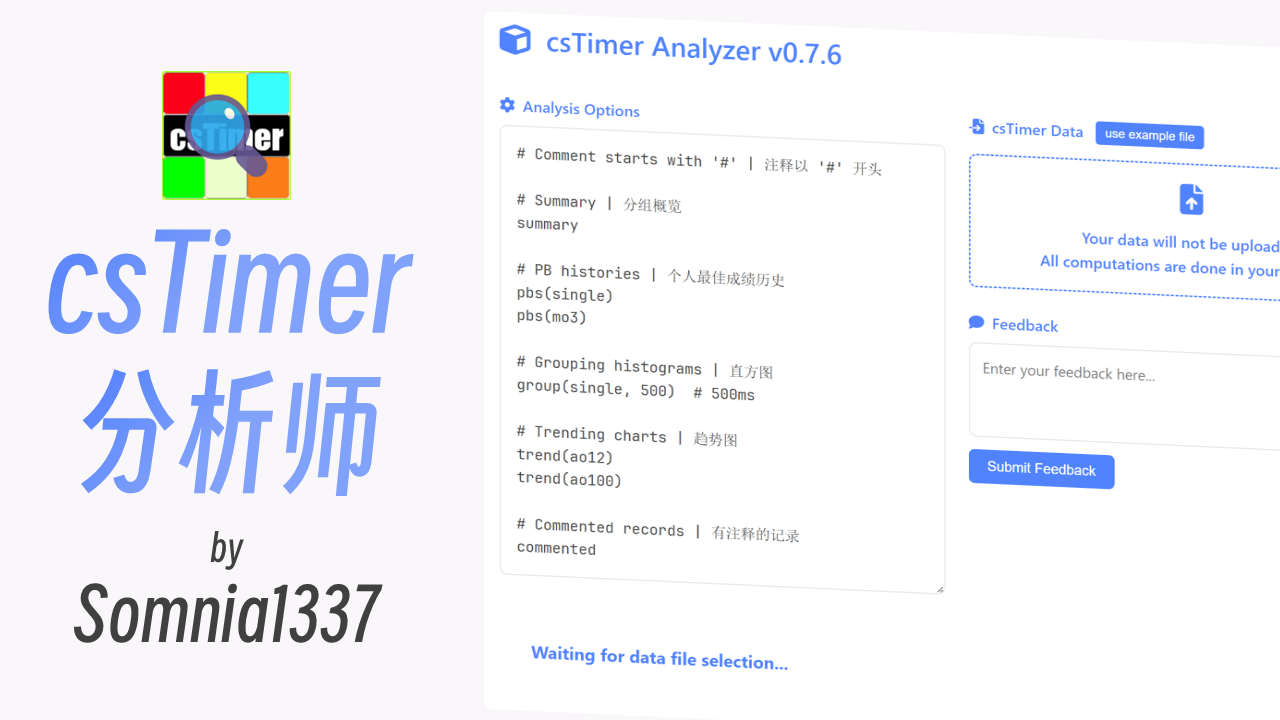 csTimer
csTimer
分析师
by
Somnia1337
csTimer Analyzer v0.7.6
Analysis Options
# Comment starts with '#' | 注释以 '#' 开头
# Summary | 分组概览
summary
# PB histories | 个人最佳成绩历史
pbs(single)
pbs(mo3)
# Grouping histograms | 直方图
group(single, 500)  # 500ms
# Trending charts | 趋势图
trend(ao12)
trend(ao100)
# Commented records | 有注释的记录
commented
Waiting for data file selection...
csTimer Data
use example file
Your data will not be upload
All computations are done in your
Feedback
Enter your feedback here...
Submit Feedback